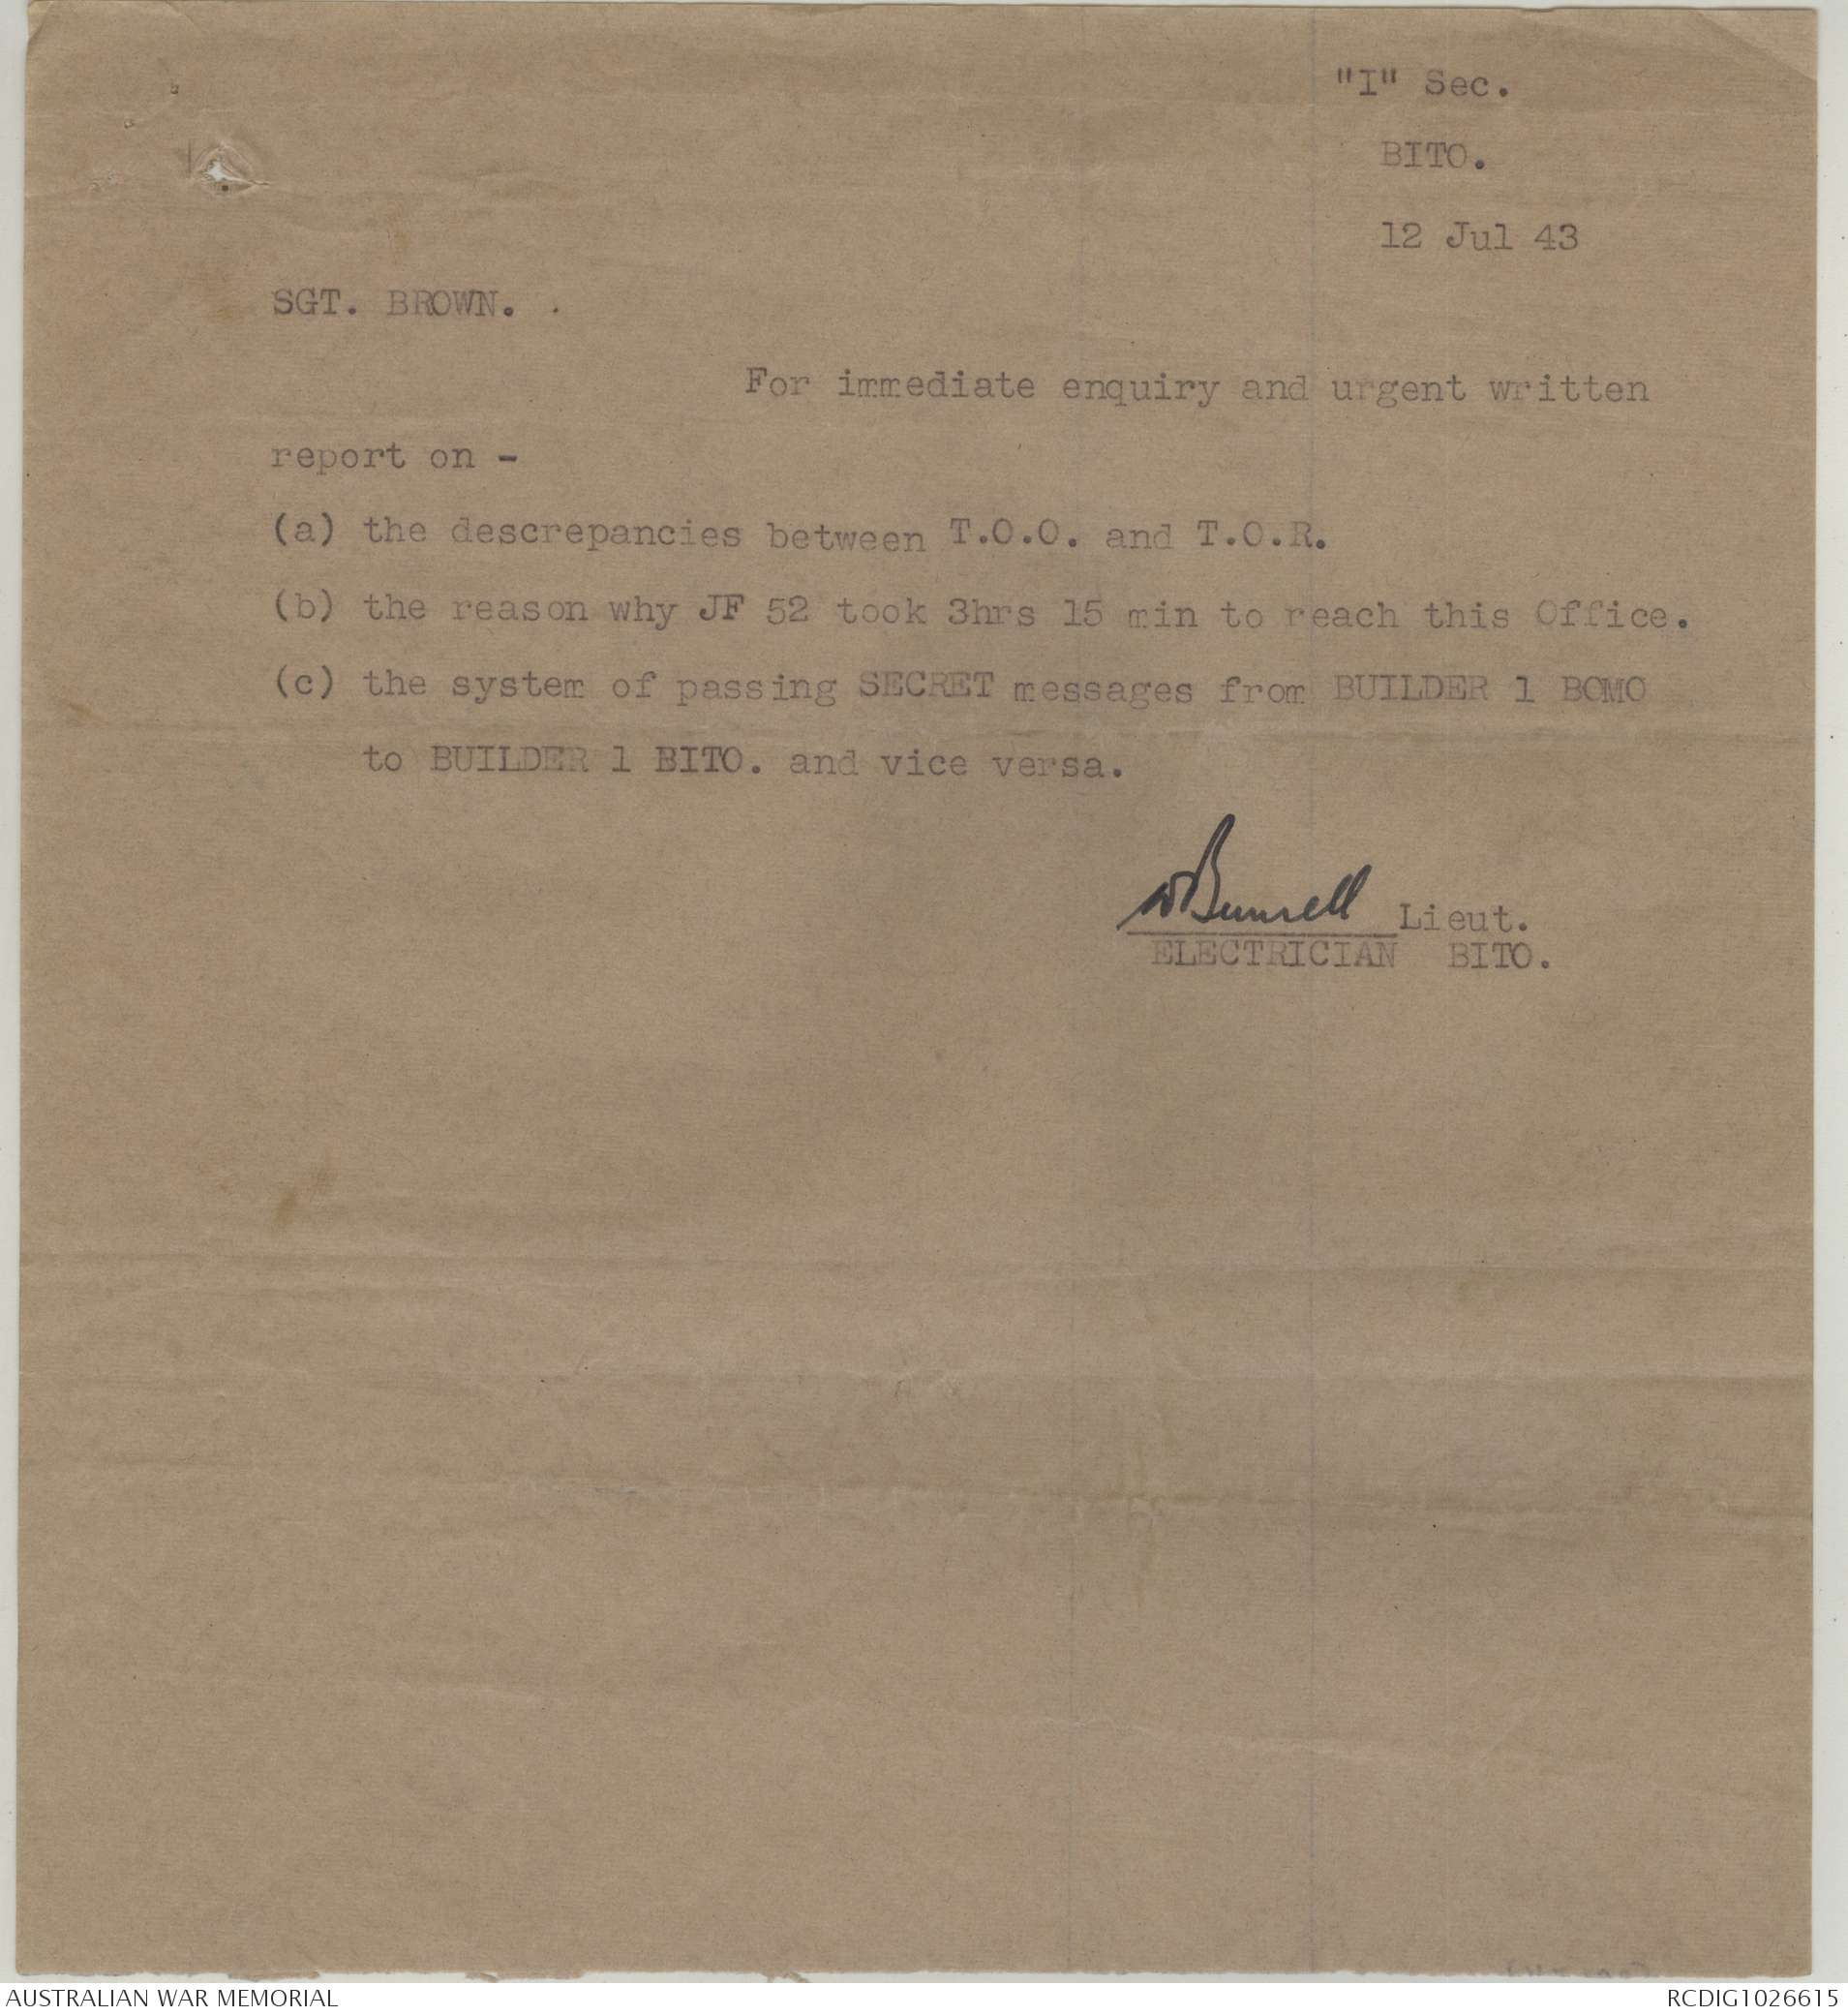 "I" Sec.
BITO.
12 Jul 43
SGT. BROWN. .
For immediate enquiry and urgent written
report on -
(a) the descrepancies between T.O.O. and T.O.R.
(b) the reason why JF 52 took 3hrs 15 min to reach this Office.
(c) the system of passing SECRET messages from BUILDER 1 BOMO
to BUILDER 1 BITO. and vice versa.
Lieut.
ELECTRICIAN BITO.
AUSTRALIAN WAR MEMORIAL
RCDIG1026615